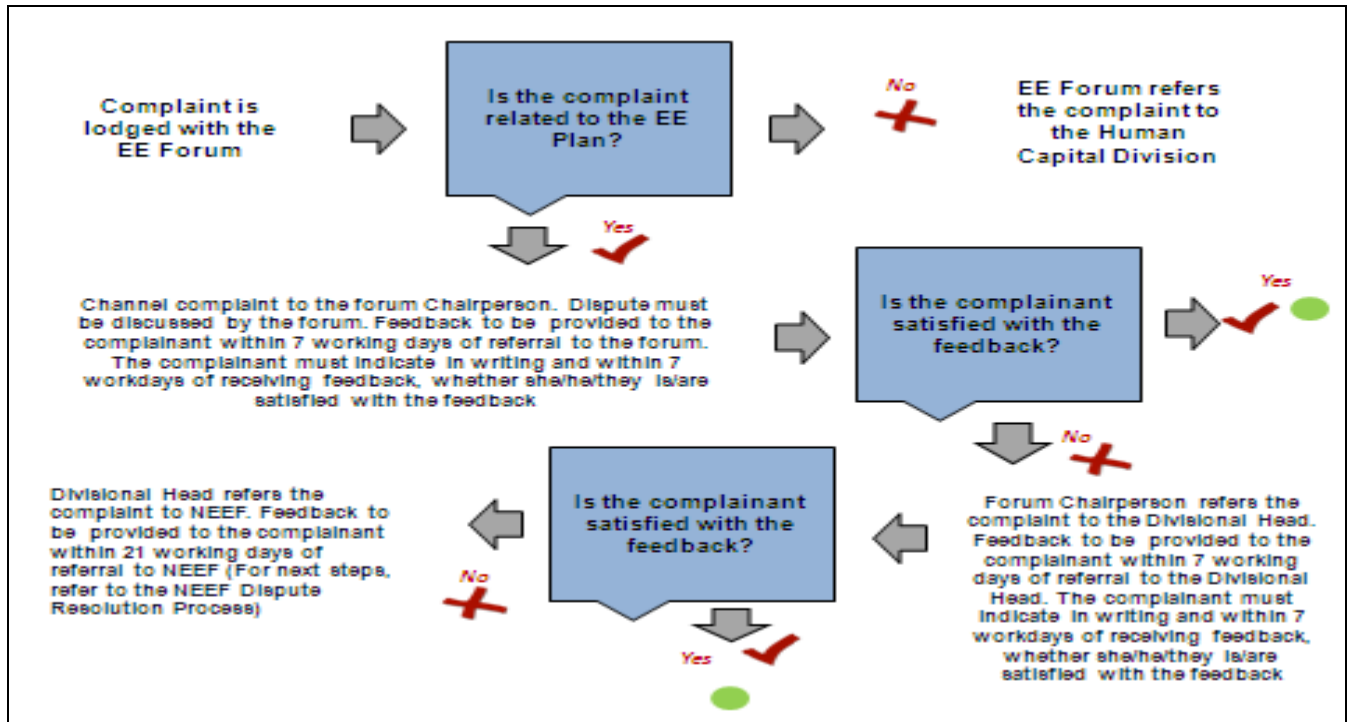 Complaint is
lodged with the
EE Forum
Is the complaint
related to the EE
Plan?
No
EE Forum refers
the complaint to
the Human
Capital Division
Yes
Channel complaint to the forum Chairperson. Dispute must
be discussed by the forum. Feedback to be provided to the
complainant within 7 working days of referral to the forum.
The complainant must indicate in writing and within 7
workdays of receiving feedback, whether she/he/they is/are
satisfied with the feedback
Is the complainant
satisfied with the
feedback?
Yes
No
Forum Chairperson refers the
complaint to the Divisional Head.
Feedback to be provided to the
complainant within 7 working
days of referral to the Divisional
Head. The complainant must
indicate in writing and within 7
workdays of receiving feedback,
whether she/he/they is/are
satisfied with the feedback
Is the complainant
satisfied with the
feedback?
No
Divisional Head refers the
complaint to NEEF. Feedback to
be provided to the complainant
within 21 working days of
referral to NEEF (For next steps,
refer to the NEEF Dispute
Resolution Process)
Yes